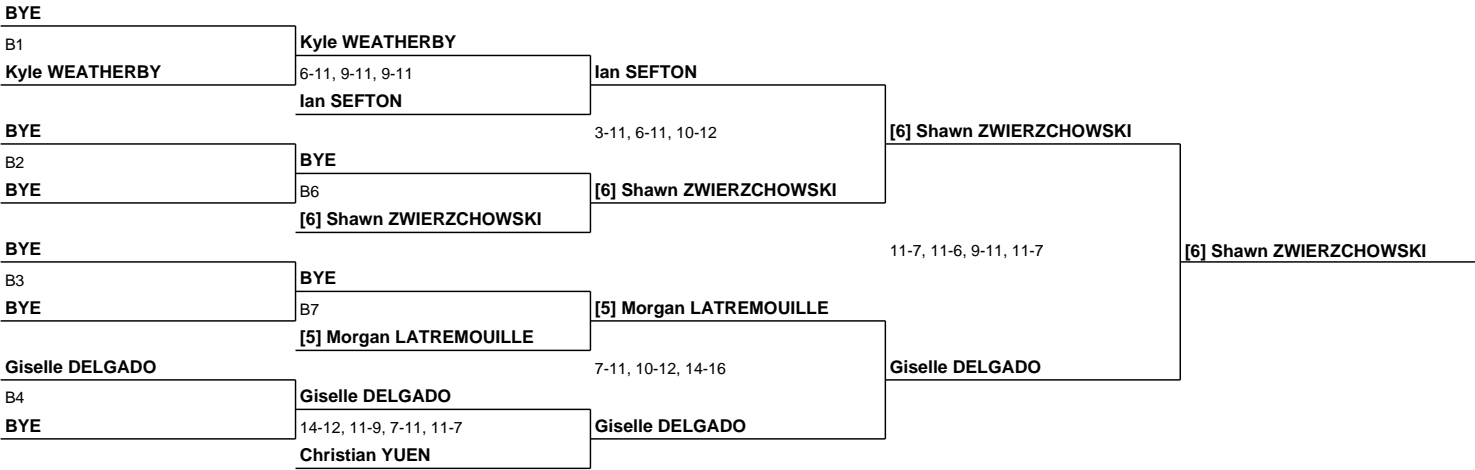 BYE
B1
Kyle WEATHERBY
BYE
B2
BYE
BYE
B3
BYE
Giselle DELGADO
B4
BYE
Kyle WEATHERBY
6-11, 9-11, 9-11
Ian SEFTON
BYE
B6
[6] Shawn ZWIERZCHOWSKI
BYE
B7
[5] Morgan LATREMOUILLE
Giselle DELGADO
14-12, 11-9, 7-11, 11-7
Christian YUEN
Ian SEFTON
3-11, 6-11, 10-12
[6] Shawn ZWIERZCHOWSKI
[5] Morgan LATREMOUILLE
7-11, 10-12, 14-16
Giselle DELGADO
[6] Shawn ZWIERZCHOWSKI
11-7, 11-6, 9-11, 11-7
Giselle DELGADO
[6] Shawn ZWIERZCHOWSKI